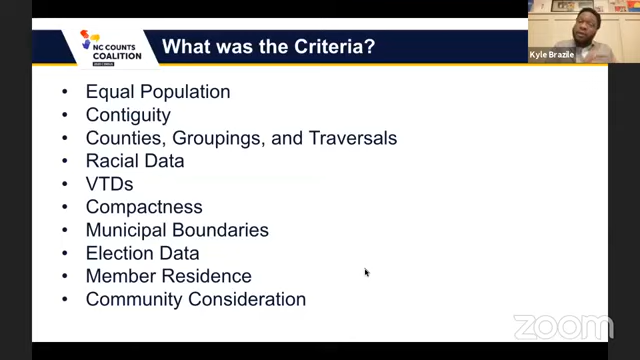 NC COUNTS
COALITION
What was the Criteria?
Kyle Brazile
• Equal Population
• Contiguity
• Counties, Groupings, and Traversals
• Racial Data
• VTDs
• Compactness
• Municipal Boundaries
• Election Data
• Member Residence
• Community Consideration
zoom